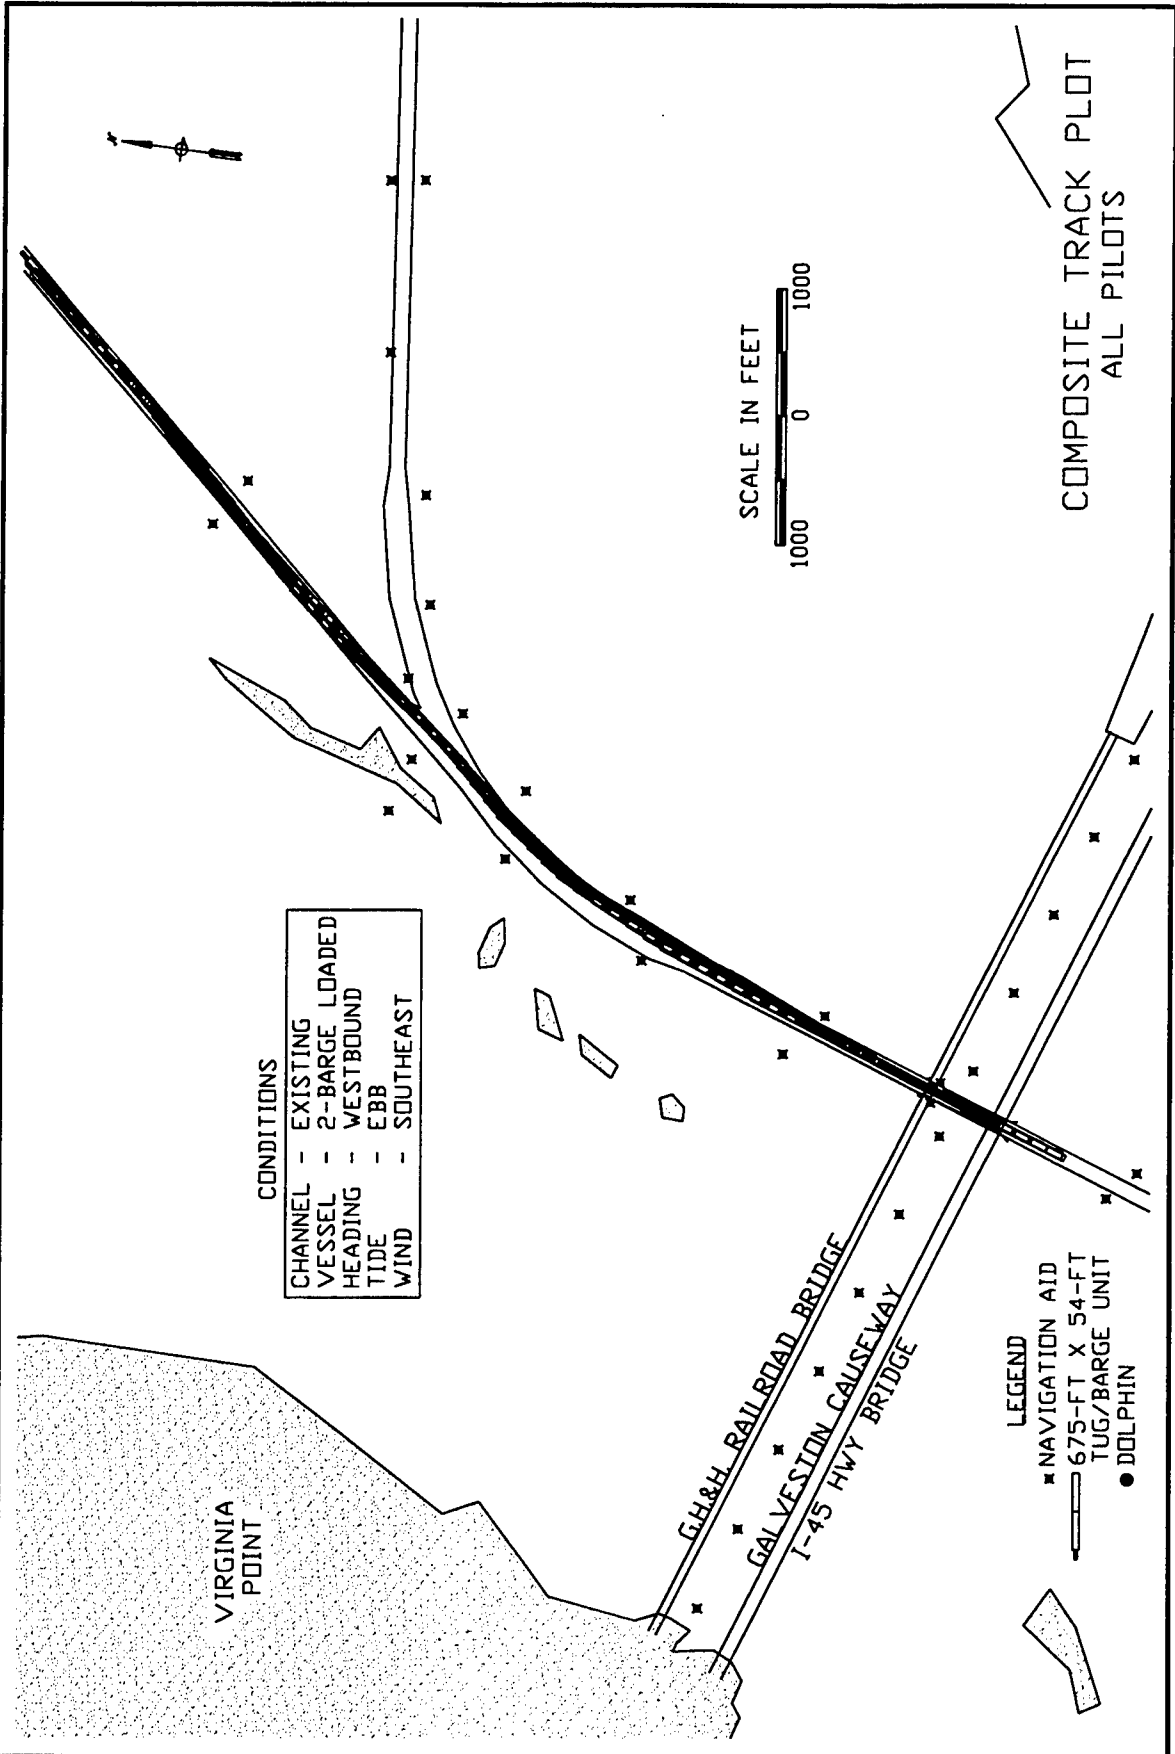 N
CONDITIONS
CHANNEL - EXISTING
VESSEL - 2-BARGE LOADED
HEADING - WESTBOUND
TIDE - EBB
WIND - SOUTHEAST
VIRGINIA
POINT
SCALE IN FEET
1000 0 1000
G.H.&H. RAILROAD BRIDGE
GALVESTON CAUSEWAY
I-45 HWY BRIDGE
LEGEND
NAVIGATION AID
675-FT X 54-FT
TUG/BARGE UNIT
DOLPHIN
COMPOSITE TRACK PLOT
ALL PILOTS